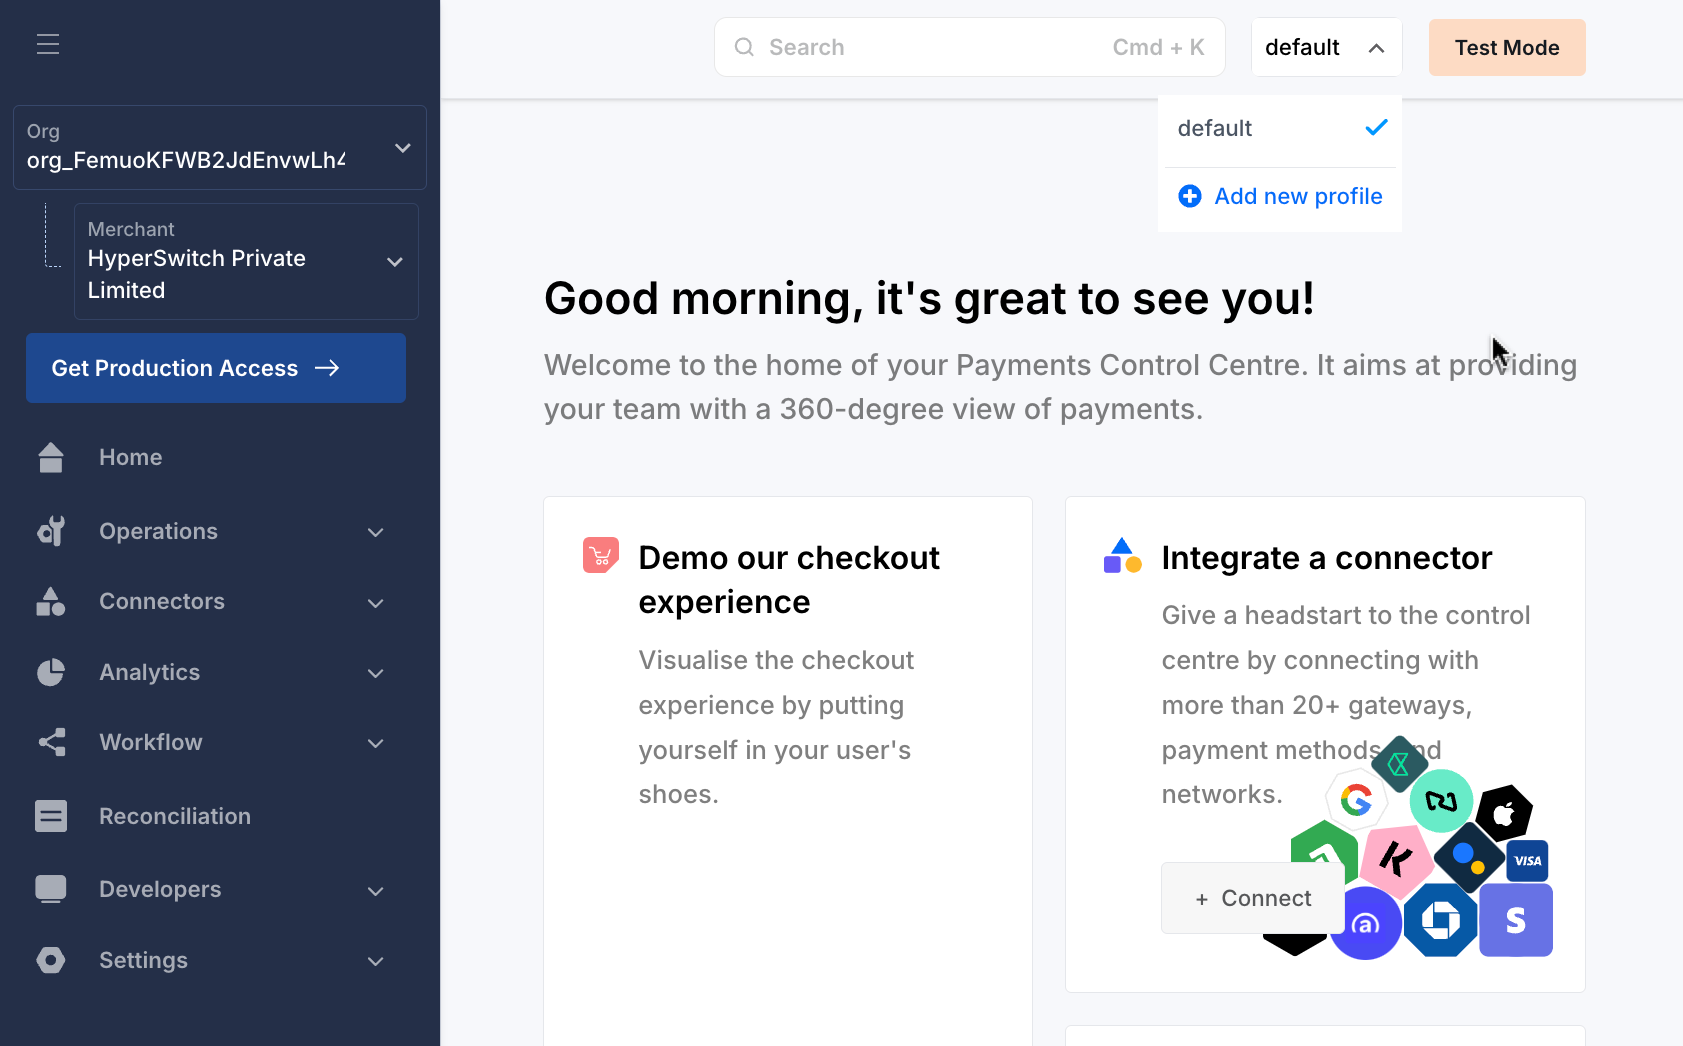 Search
Cmd + K
default
Test Mode
default
Add new profile
Org
org_FemuoKFWB2JdEnvwLh4
Merchant
HyperSwitch Private
Limited
Get Production Access
Home
Operations
Connectors
Analytics
Workflow
Reconciliation
Developers
Settings
Good morning, it's great to see you!
Welcome to the home of your Payments Control Centre. It aims at providing
your team with a 360-degree view of payments.
Demo our checkout
experience
Visualise the checkout
experience by putting
yourself in your user's
shoes.
Integrate a connector
Give a headstart to the control
centre by connecting with
more than 20+ gateways,
payment methods and
networks.
+ Connect
VISA